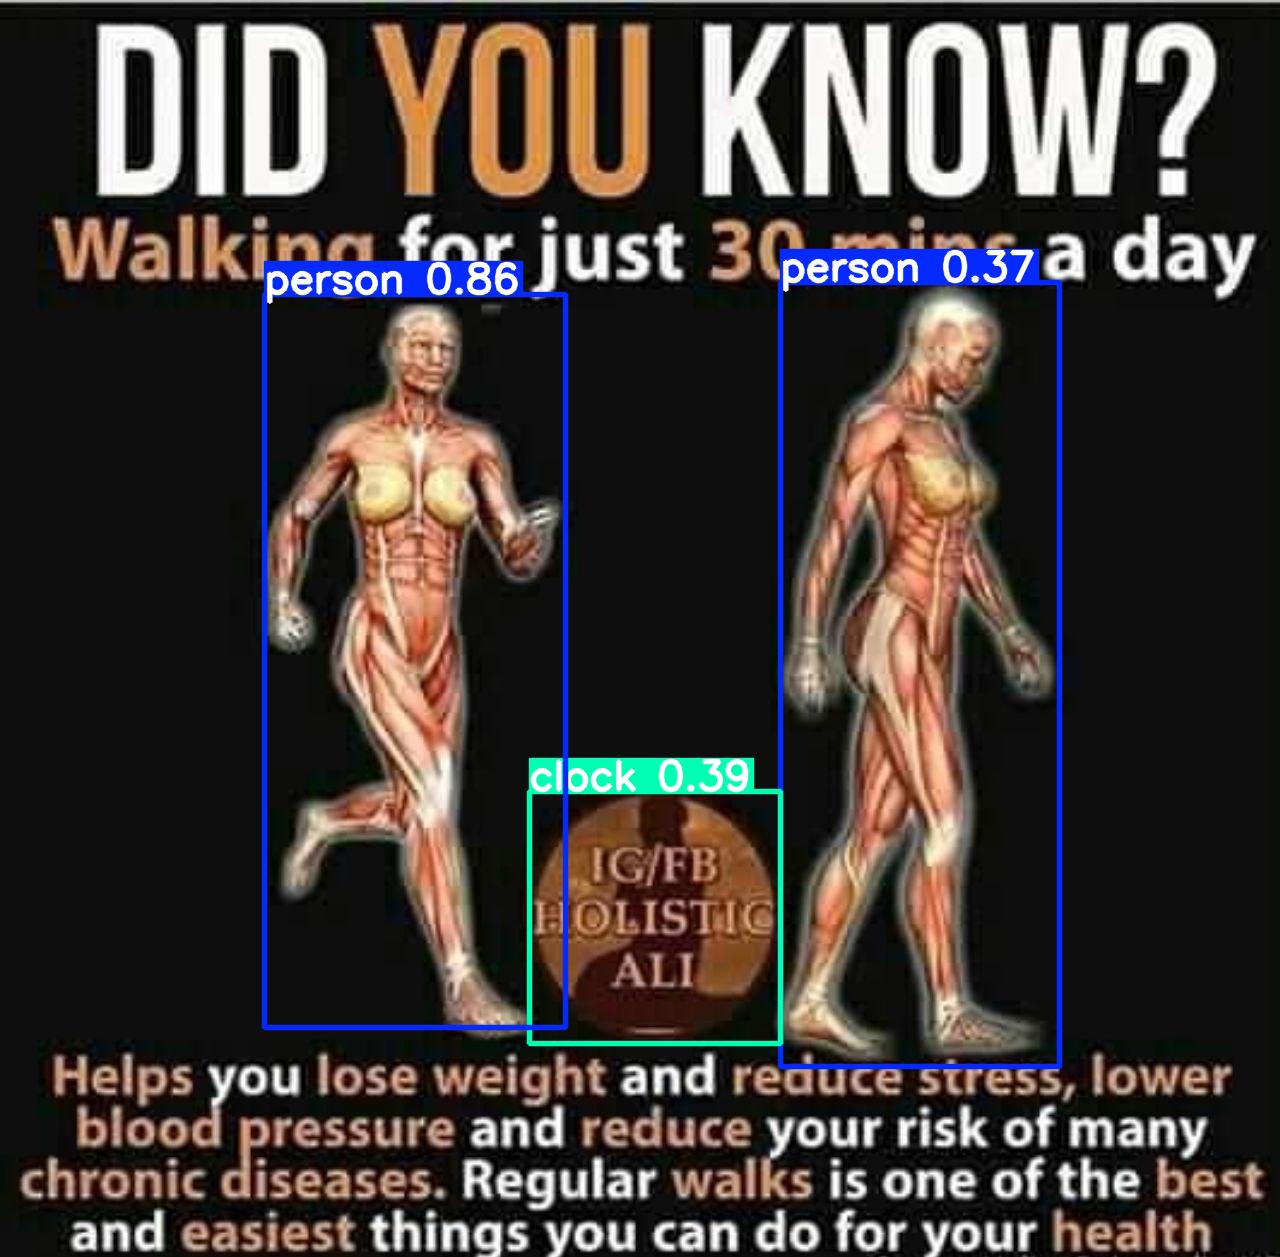 DID YOU KNOW?
Walking for just 30 mins a day
person 0.86
person 0.37
clock 0.39
IG/FB
HOLISTIC
ALI
Helps you lose weight and reduce stress, lower
blood pressure and reduce your risk of many
chronic diseases. Regular walks is one of the best
and easiest things you can do for your health